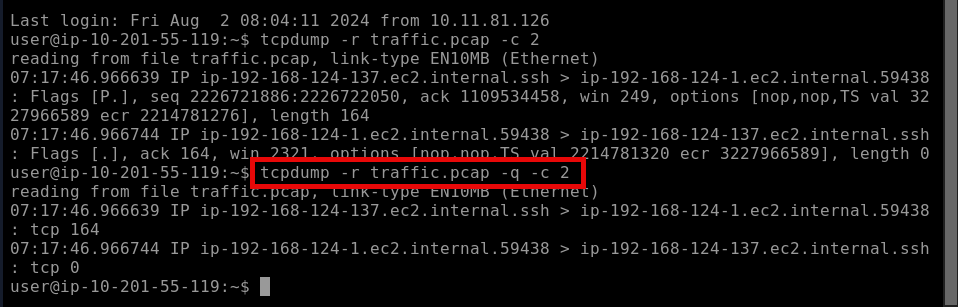 Last login: Fri Aug  2 08:04:11 2024 from 10.11.81.126
user@ip-10-201-55-119:~$ tcpdump -r traffic.pcap -c 2
reading from file traffic.pcap, link-type EN10MB (Ethernet)
07:17:46.966639 IP ip-192-168-124-137.ec2.internal.ssh > ip-192-168-124-1.ec2.internal.59438
: Flags [P.], seq 2226721886:2226722050, ack 1109534458, win 249, options [nop,nop,TS val 32
27966589 ecr 2214781276], length 164
07:17:46.966744 IP ip-192-168-124-1.ec2.internal.59438 > ip-192-168-124-137.ec2.internal.ssh
: Flags [.], ack 164, win 2321, options [nop,nop,TS val 2214781320 ecr 3227966589], length 0
user@ip-10-201-55-119:~$ tcpdump -r traffic.pcap -q -c 2
reading from file traffic.pcap, link-type EN10MB (Ethernet)
07:17:46.966639 IP ip-192-168-124-137.ec2.internal.ssh > ip-192-168-124-1.ec2.internal.59438
: tcp 164
07:17:46.966744 IP ip-192-168-124-1.ec2.internal.59438 > ip-192-168-124-137.ec2.internal.ssh
: tcp 0
user@ip-10-201-55-119:~$